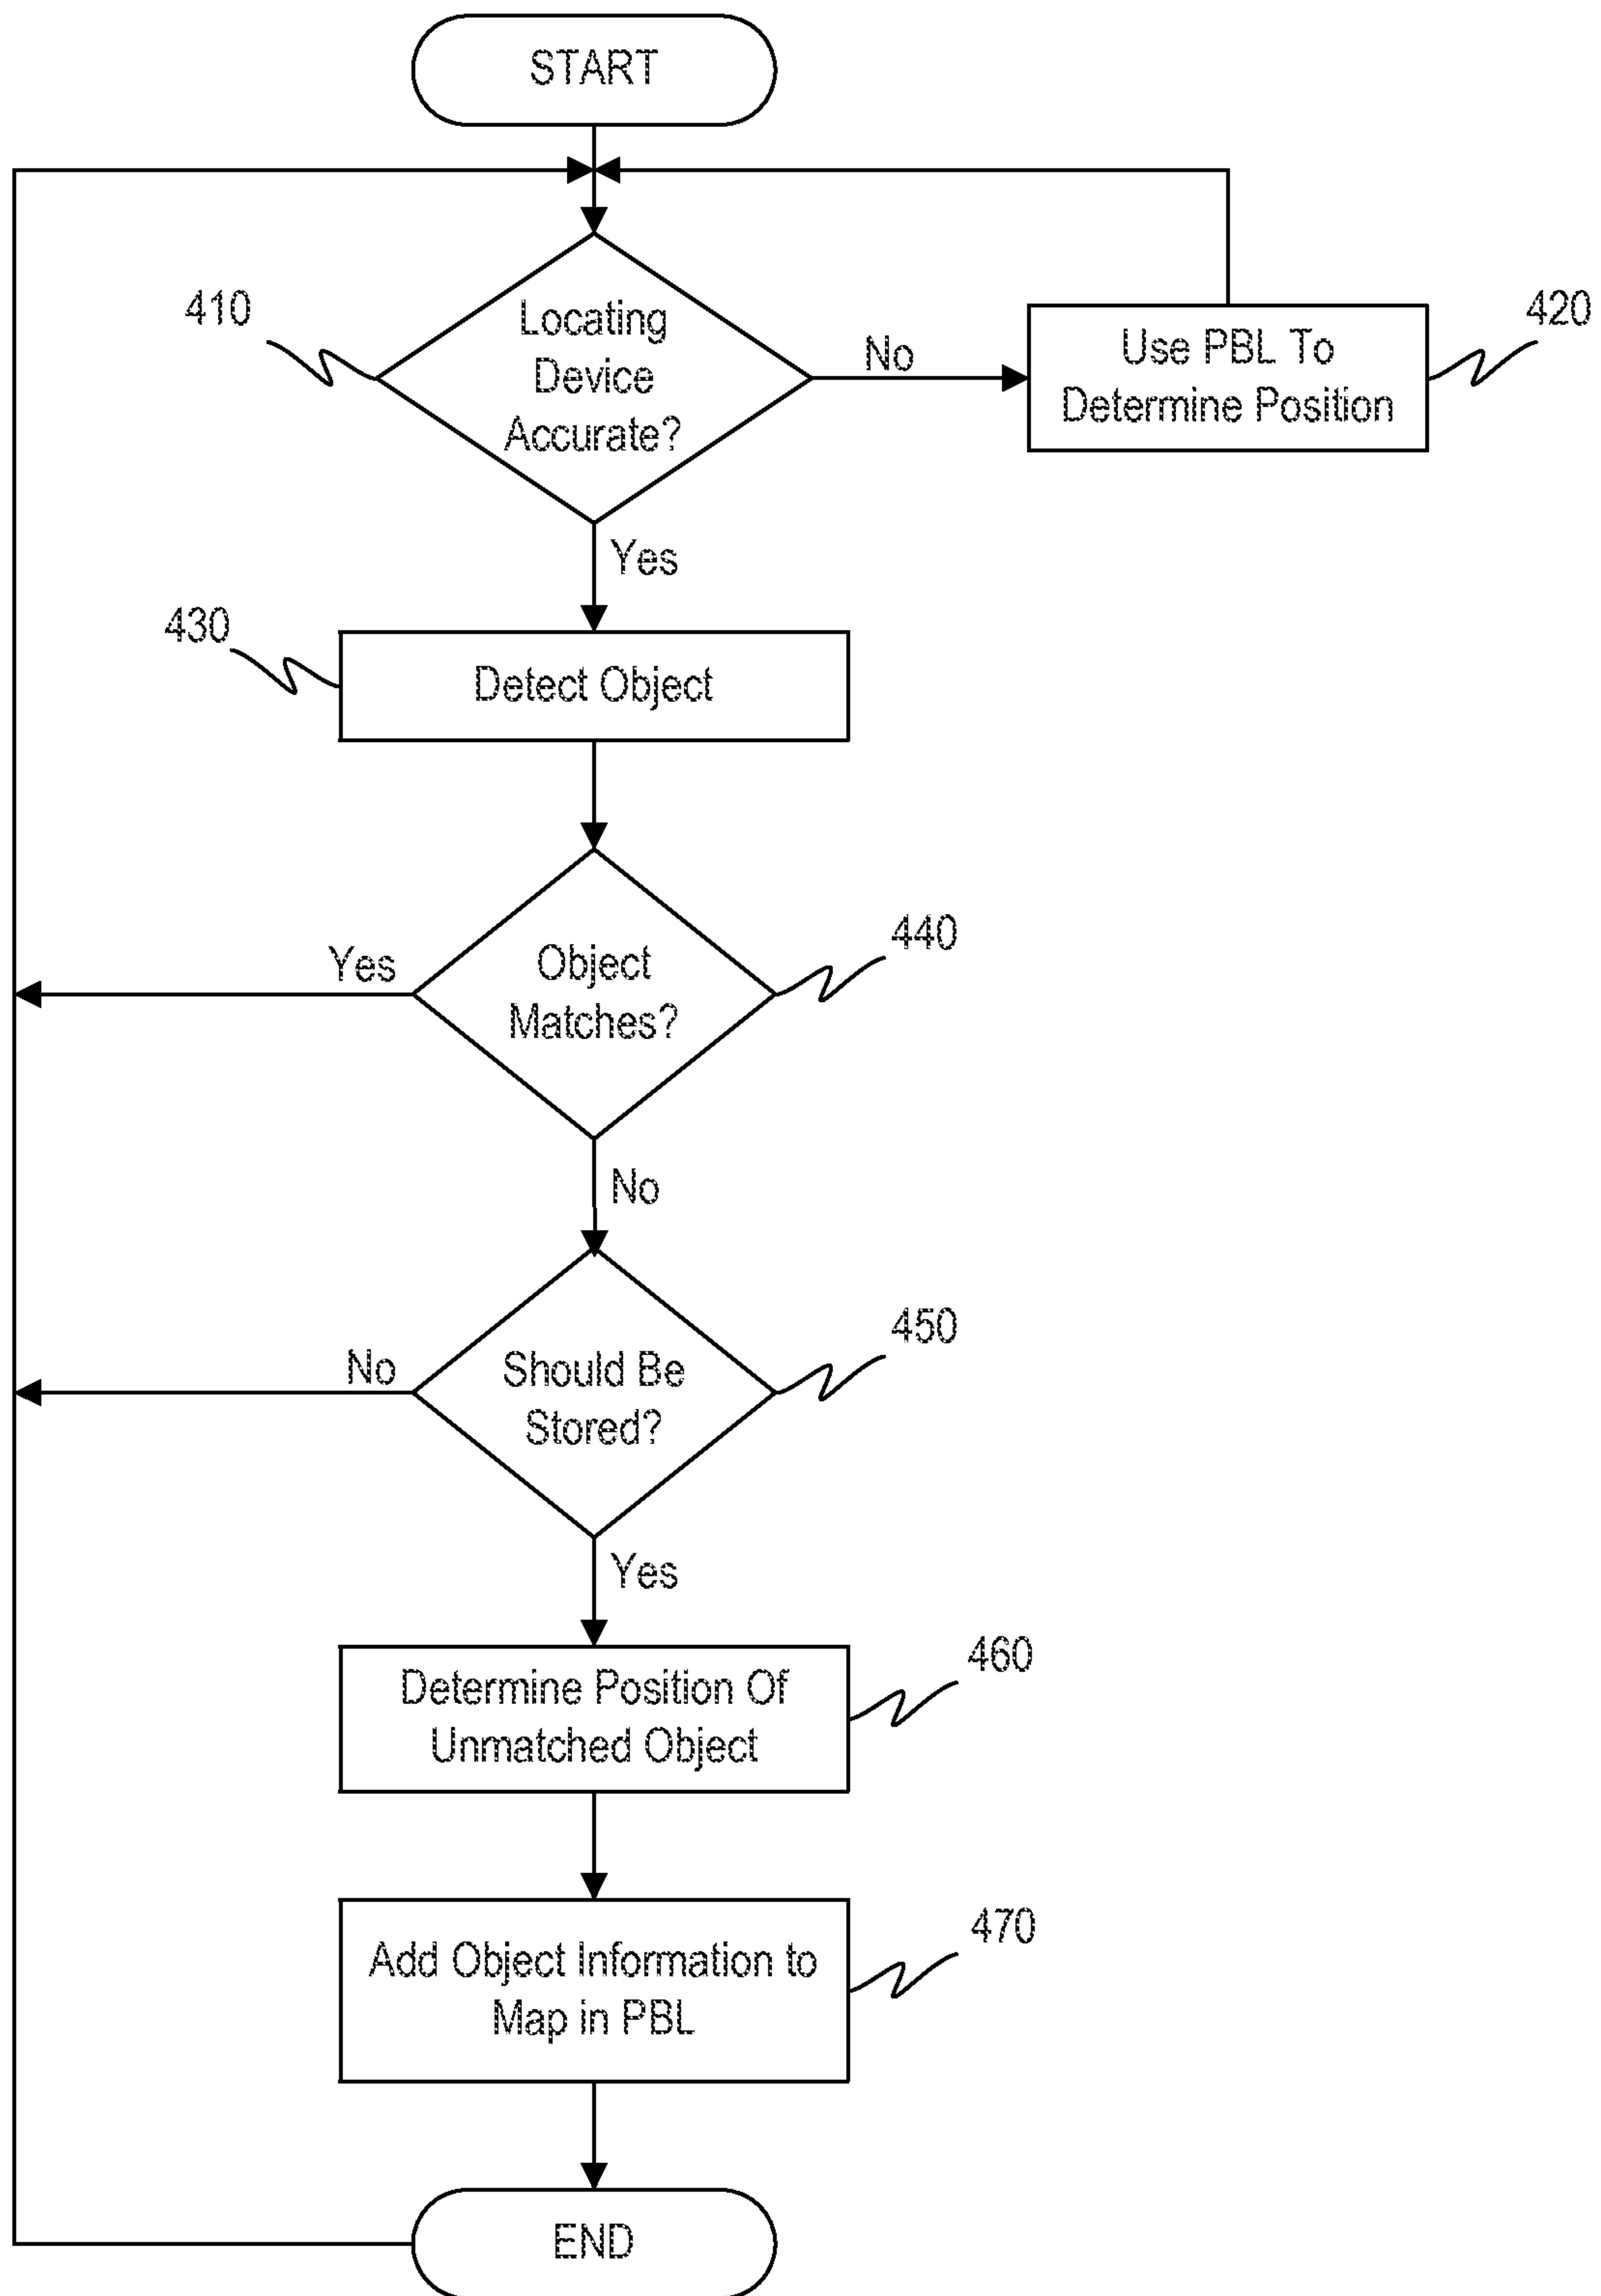 START
410
Locating
Device
Accurate?
No
Use PBL To
Determine Position
420
Yes
430
Detect Object
Yes
Object
Matches?
440
No
No
Should Be
Stored?
450
Yes
Determine Position Of
Unmatched Object
460
Add Object Information to
Map in PBL
470
END